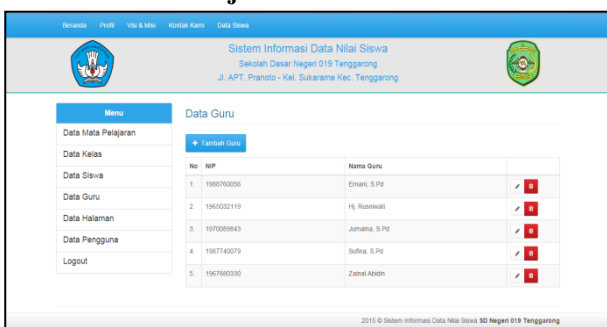 Beranda Profil Visi & Misi Kontak Kami Data Siswa
Sistem Informasi Data Nilai Siswa
Sekolah Dasar Negeri 019 Tenggarong
Jl. APT. Pranoto - Kel. Sukarame Kec. Tenggarong
Menu
Data Mata Pelajaran
Data Kelas
Data Siswa
Data Guru
Data Halaman
Data Pengguna
Logout
Data Guru
+ Tambah Guru
No NIP Nama Guru
1. 1988760056 Ernani, S.Pd
2. 1965032119 Hj. Rusniwati
3. 1970089843 Jumaina, S.Pd
4. 1987740079 Sufina, S.Pd
5. 1967880330 Zainal Abidin
2015 © Sistem Informasi Data Nilai Siswa SD Negeri 019 Tenggarong